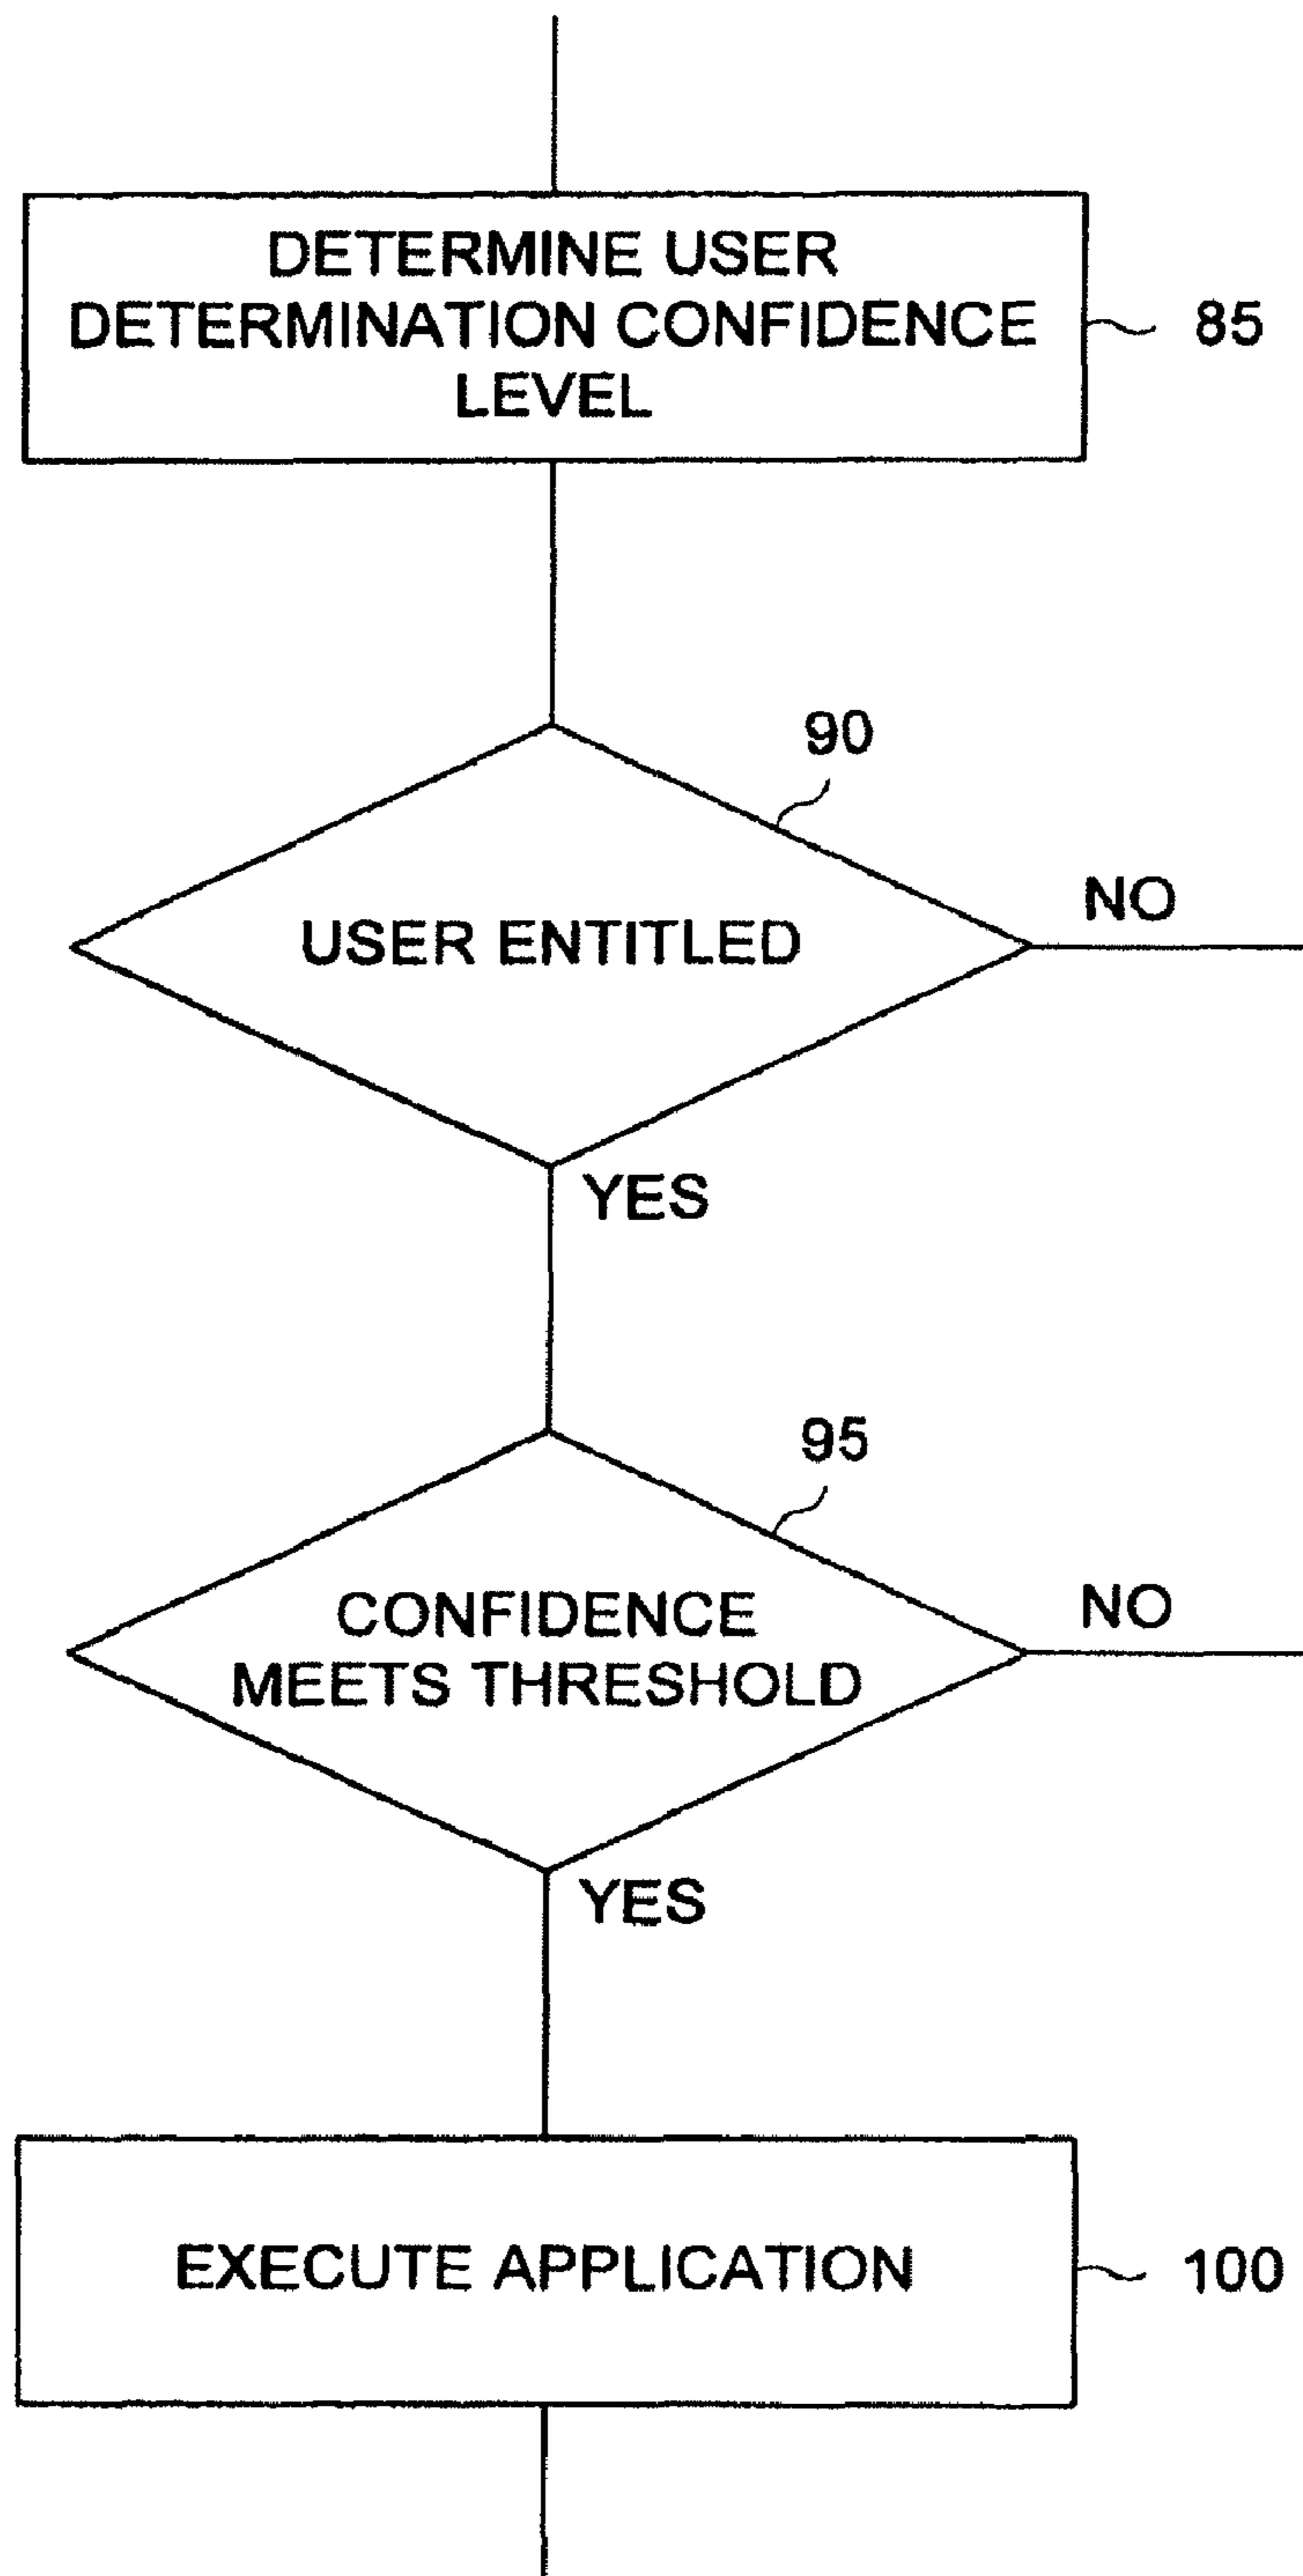 DETERMINE USER
DETERMINATION CONFIDENCE
LEVEL
85
90
USER ENTITLED
NO
YES
95
CONFIDENCE
MEETS THRESHOLD
NO
YES
EXECUTE APPLICATION
100